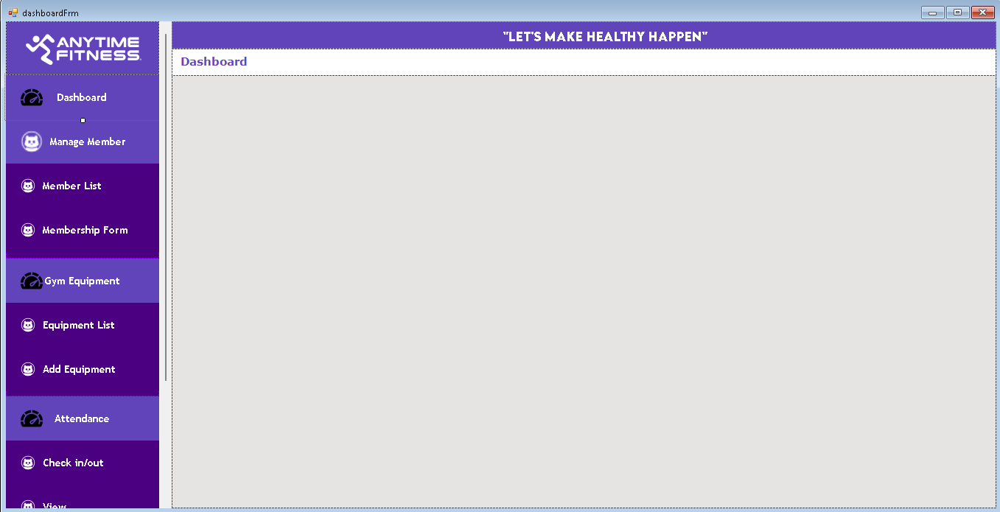 dashboardFrm
ANYTIME
FITNESS.
"LET'S MAKE HEALTHY HAPPEN"
Dashboard
Dashboard
Manage Member
Member List
Membership Form
Gym Equipment
Equipment List
Add Equipment
Attendance
Check in/out
View